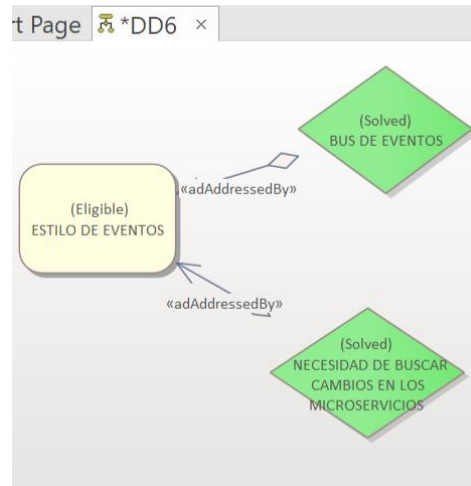 rt Page *DD6 ×
(Solved)
BUS DE EVENTOS
«adAddressedBy»
(Eligible)
ESTILO DE EVENTOS
«adAddressedBy»
(Solved)
NECESIDAD DE BUSCAR
CAMBIOS EN LOS
MICROSERVICIOS